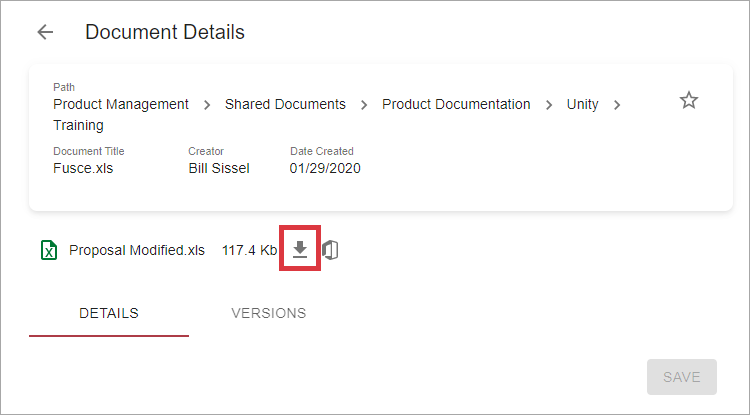 Document Details
Path
Product Management > Shared Documents > Product Documentation > Unity >
Training
Document Title Creator Date Created
Fusce.xls Bill Sissel 01/29/2020
Proposal Modified.xls 117.4 Kb
DETAILS VERSIONS
SAVE